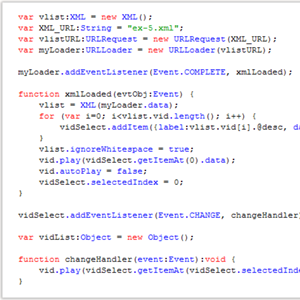 var vlist:XML = new XML();
var XML_URL:String = "ex-5.xml";
var vlistURL:URLRequest = new URLRequest(XML_URL);
var myLoader:URLLoader = new URLLoader(vlistURL);
myLoader.addEventListener(Event.COMPLETE, xmlLoaded);
function xmlLoaded(evtObj:Event) {
vlist = XML(myLoader.data);
for (var i=0; i<vlist.vid.length(); i++) {
vidSelect.addItem({label:vlist.vid[i].@desc, da
vlist.ignoreWhitespace = true;
vid.play(vidSelect.getItemAt(0).data);
vid.autoPlay = false;
vidSelect.selectedIndex = 0;
}
vidSelect.addEventListener(Event.CHANGE, changeHandler)
var vidList:Object = new Object();
function changeHandler(event:Event):void {
vid.play(vidSelect.getItemAt(vidSelect.selectedInd
}